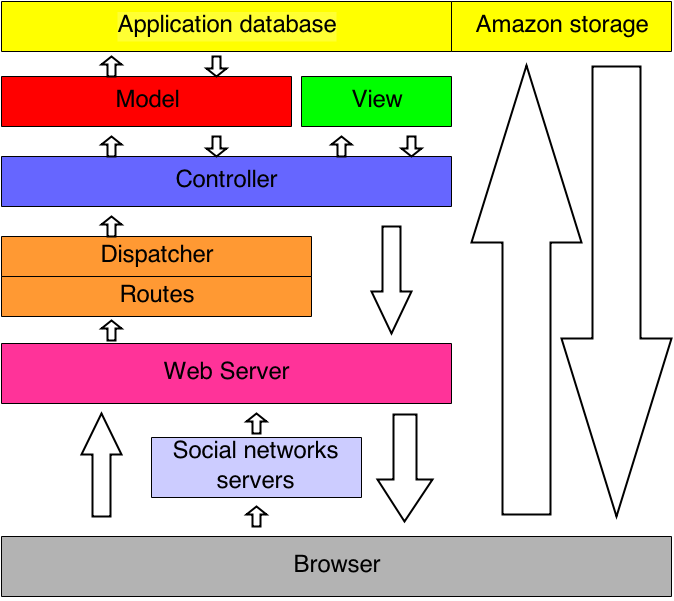 Application database
Amazon storage
Model
View
Controller
Dispatcher
Routes
Web Server
Social networks
servers
Browser